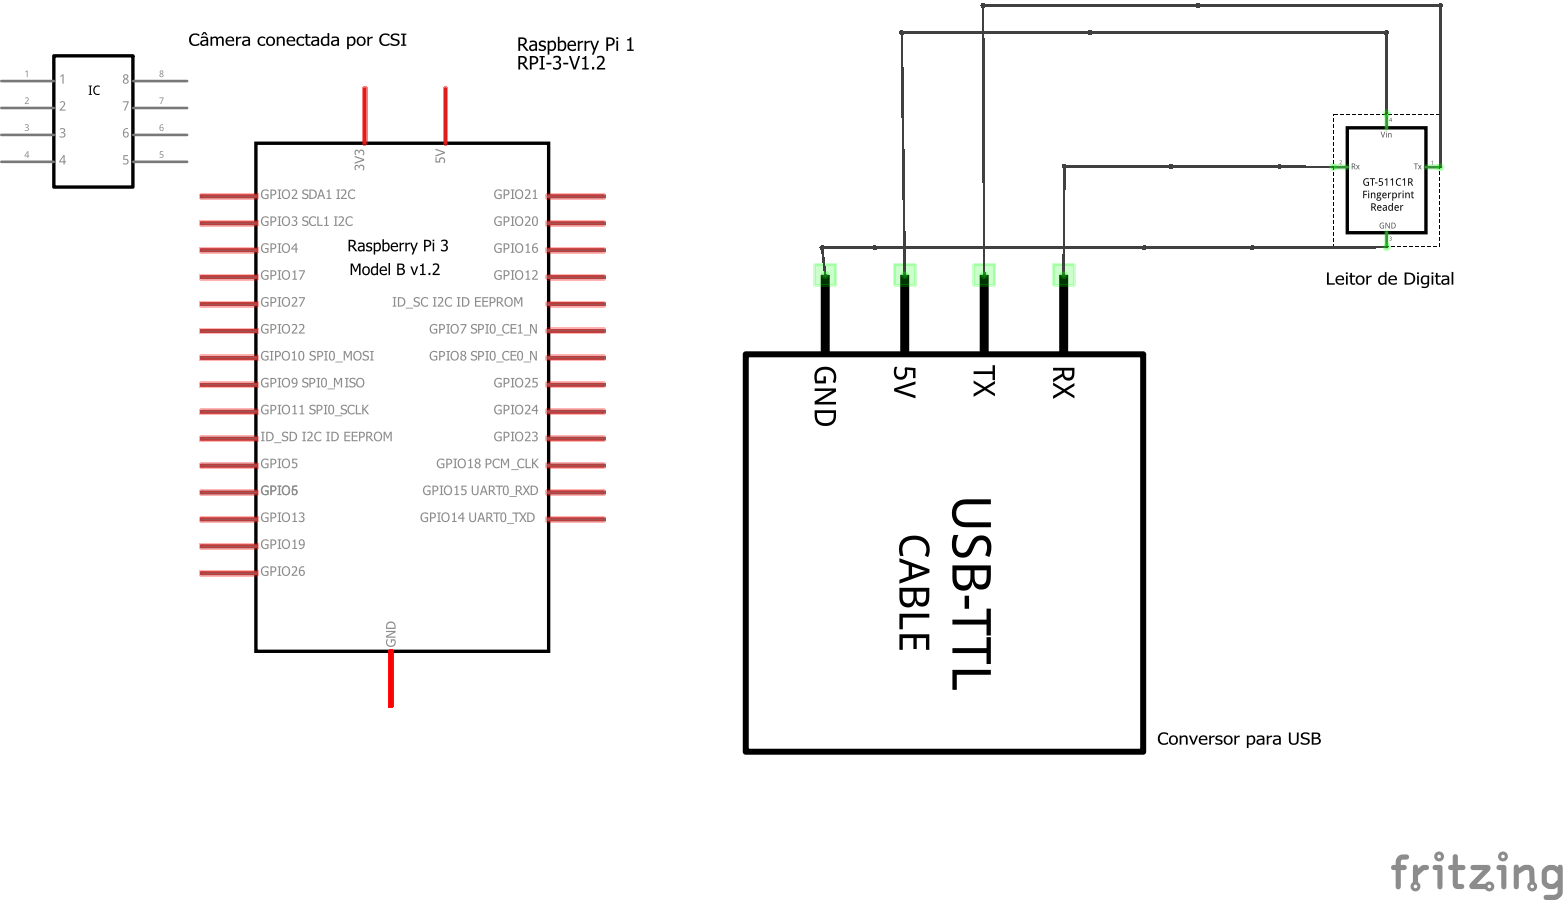 Câmera conectada por CSI
Raspberry Pi 1
RPI-3-V1.2
IC
1 1 8 8
2 2 7 7
3 3 6 6
4 4 5 5
3V3 5V
GPIO2 SDA1 I2C GPIO21
GPIO3 SCL1 I2C GPIO20
GPIO4 GPIO16
Raspberry Pi 3
Model B v1.2
GPIO17 GPIO12
GPIO27 ID_SC I2C ID EEPROM
GPIO22 GPIO7 SPI0_CE1_N
GIPO10 SPI0_MOSI GPIO8 SPI0_CE0_N
GPIO9 SPI0_MISO GPIO25
GPIO11 SPI0_SCLK GPIO24
ID_SD I2C ID EEPROM GPIO23
GPIO5 GPIO18 PCM_CLK
GPIO6 GPIO15 UART0_RXD
GPIO13 GPIO14 UART0_TXD
GPIO19
GPIO26
GND
4
Vin
2 Rx Tx 1
GT-511C1R
Fingerprint
Reader
GND
3
Leitor de Digital
GND 5V TX RX
USB-TTL
CABLE
Conversor para USB
fritzing